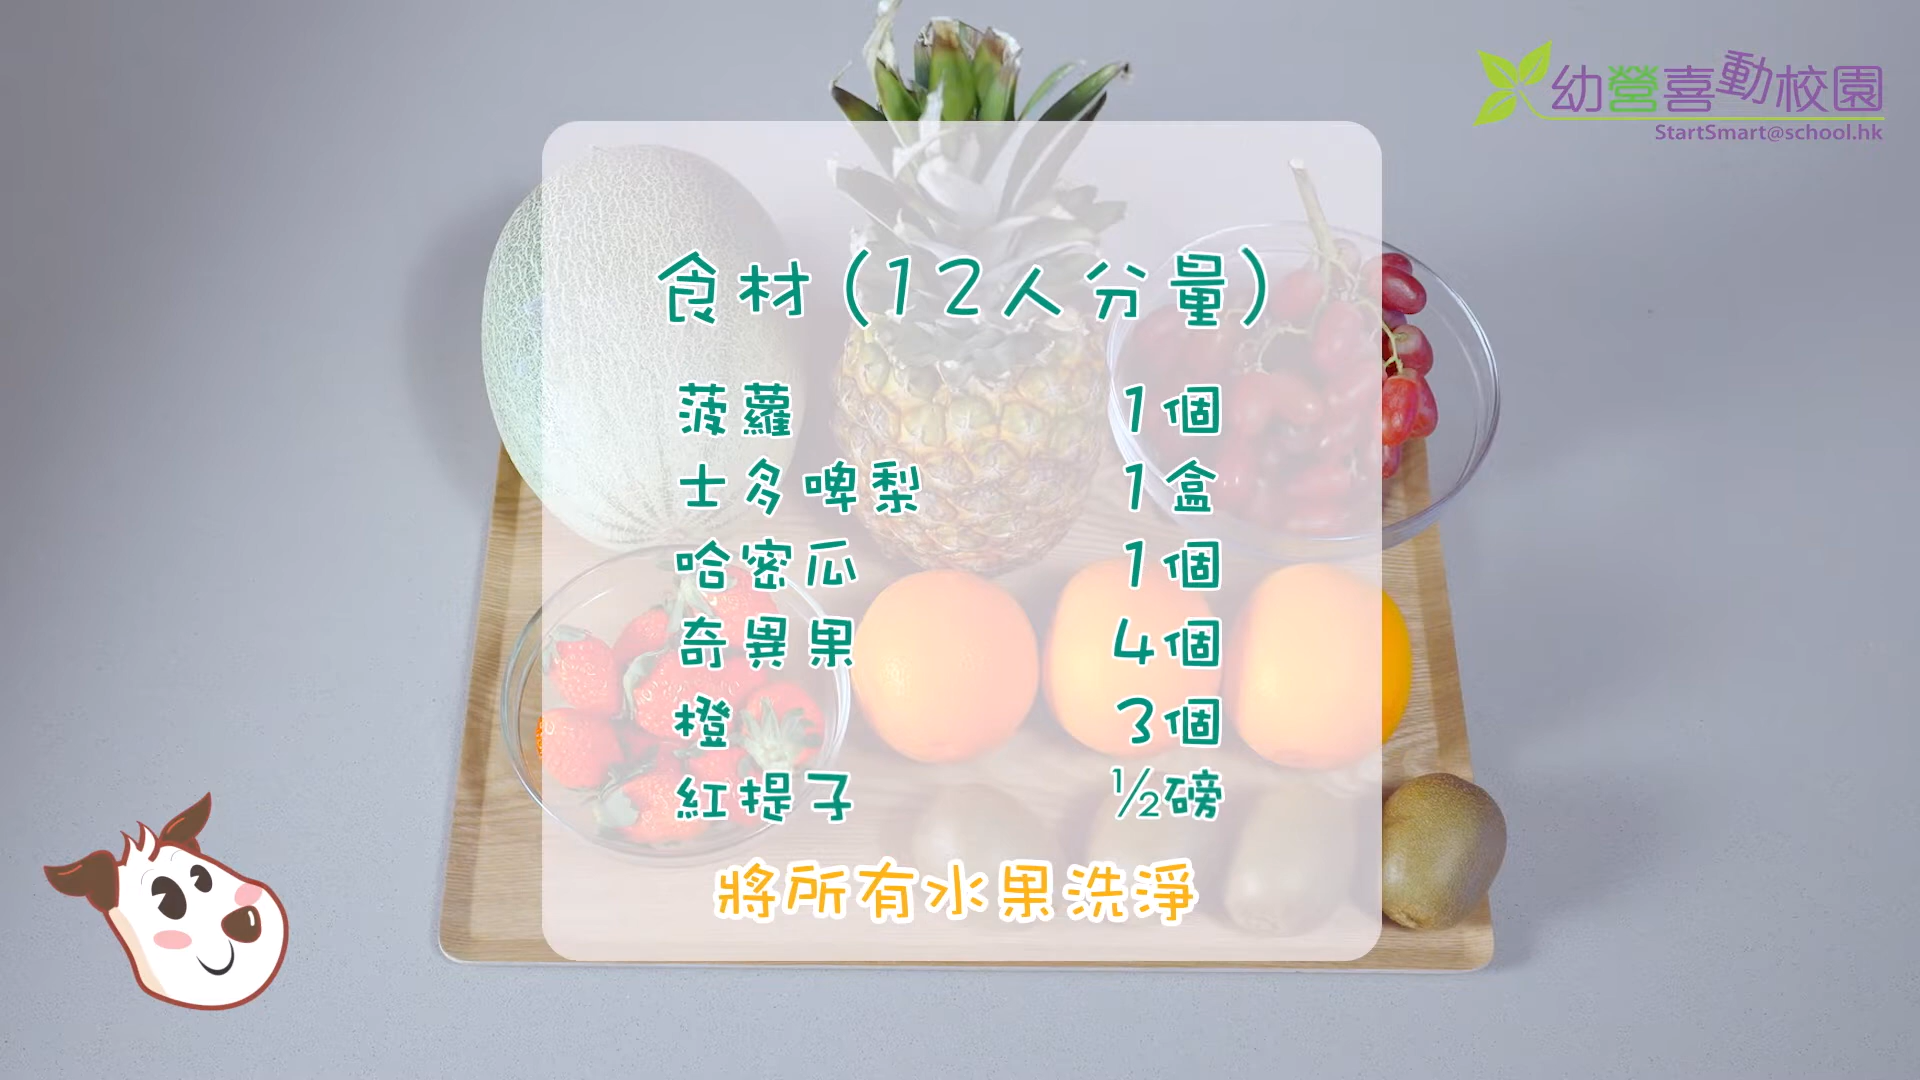 幼營喜動校園
StartSmart@school.hk
食材(12人分量)
菠蘿 1個
士多啤梨 1盒
哈密瓜 1個
奇異果 4個
橙 3個
紅提子 ½磅
將所有水果洗淨